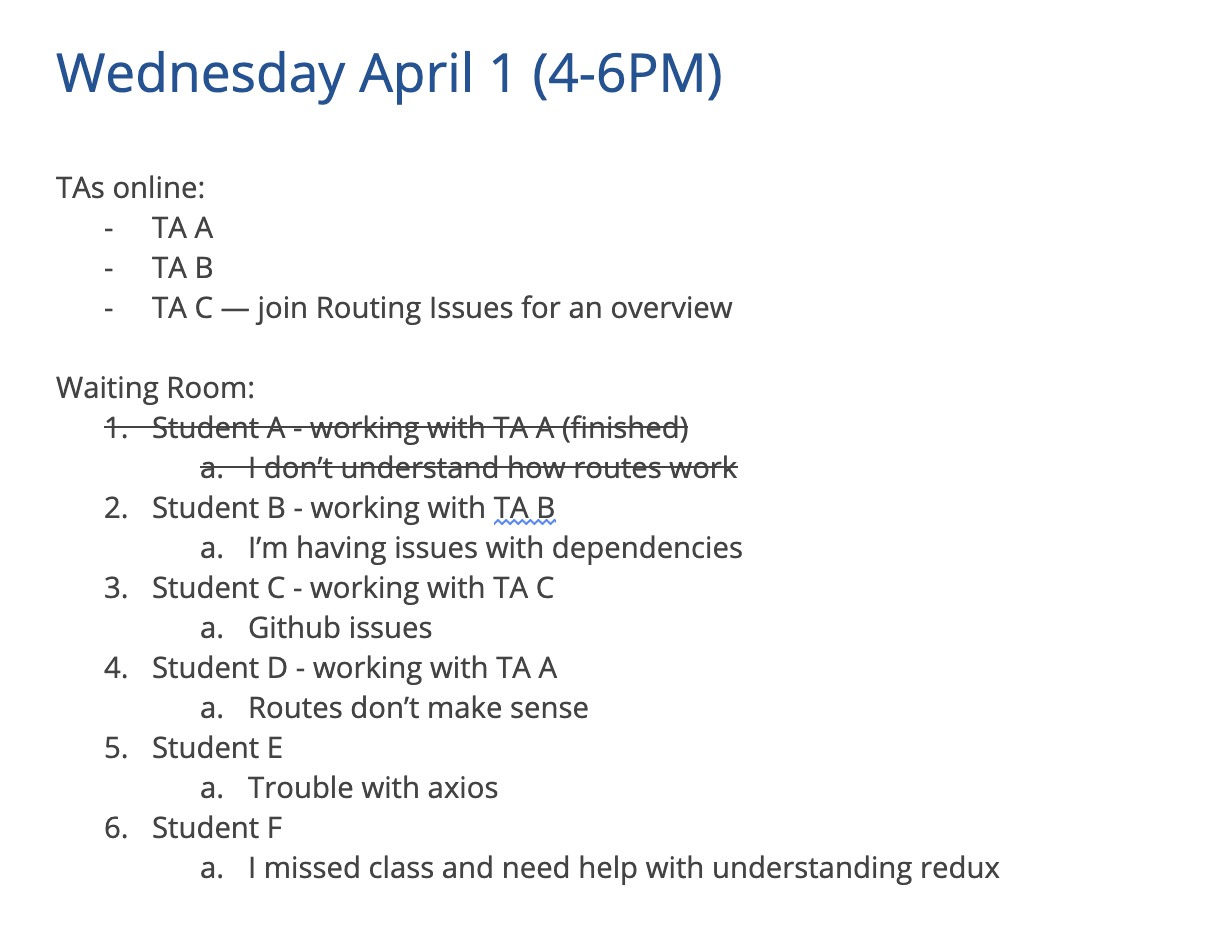 Wednesday April 1 (4-6PM)
TAs online:
- TA A
- TA B
- TA C — join Routing Issues for an overview
Waiting Room:
1. Student A - working with TA A (finished)
a. I don’t understand how routes work
2. Student B - working with TA B
a. I’m having issues with dependencies
3. Student C - working with TA C
a. Github issues
4. Student D - working with TA A
a. Routes don’t make sense
5. Student E
a. Trouble with axios
6. Student F
a. I missed class and need help with understanding redux